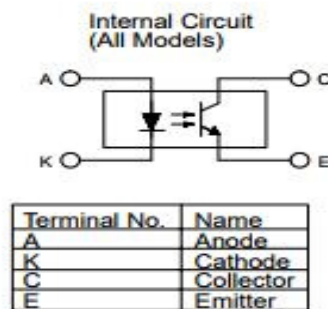 Internal Circuit
(All Models)
A C
K E
Terminal No. Name
A Anode
K Cathode
C Collector
E Emitter